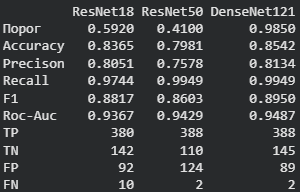 ResNet18 ResNet50 DenseNet121
Порог 0.5920 0.4100 0.9850
Accuracy 0.8365 0.7981 0.8542
Precison 0.8051 0.7578 0.8134
Recall 0.9744 0.9949 0.9949
F1 0.8817 0.8603 0.8950
Roc-Auc 0.9367 0.9429 0.9487
TP 380 388 388
TN 142 110 145
FP 92 124 89
FN 10 2 2